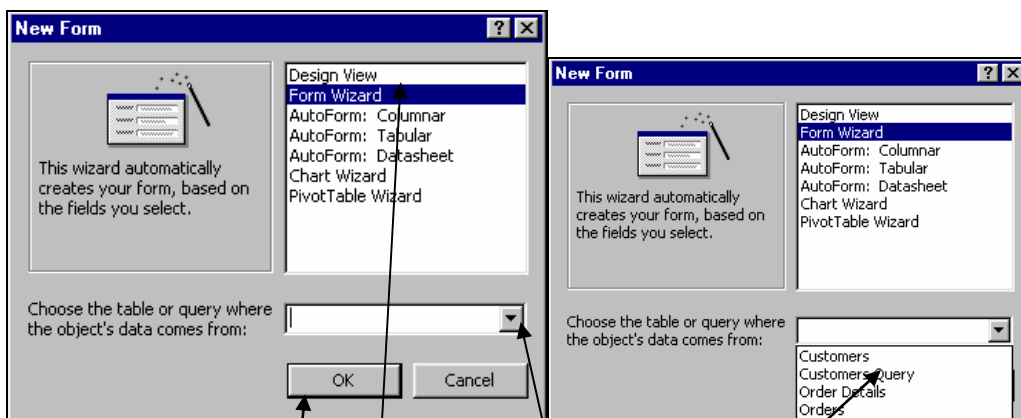 New Form
Design View
Form Wizard
AutoForm: Columnar
AutoForm: Tabular
AutoForm: Datasheet
Chart Wizard
PivotTable Wizard
This wizard automatically
creates your form, based on
the fields you select.
Choose the table or query where
the object's data comes from:
OK
Cancel
New Form
Design View
Form Wizard
AutoForm: Columnar
AutoForm: Tabular
AutoForm: Datasheet
Chart Wizard
PivotTable Wizard
This wizard automatically
creates your form, based on
the fields you select.
Choose the table or query where
the object's data comes from:
Customers
Customers Query
Order Details
Orders